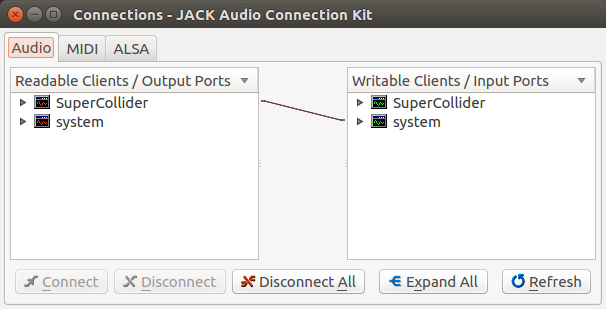 Connections - JACK Audio Connection Kit
Audio MIDI ALSA
Readable Clients / Output Ports Writable Clients / Input Ports
SuperCollider SuperCollider
system system
Connect Disconnect Disconnect All Expand All Refresh